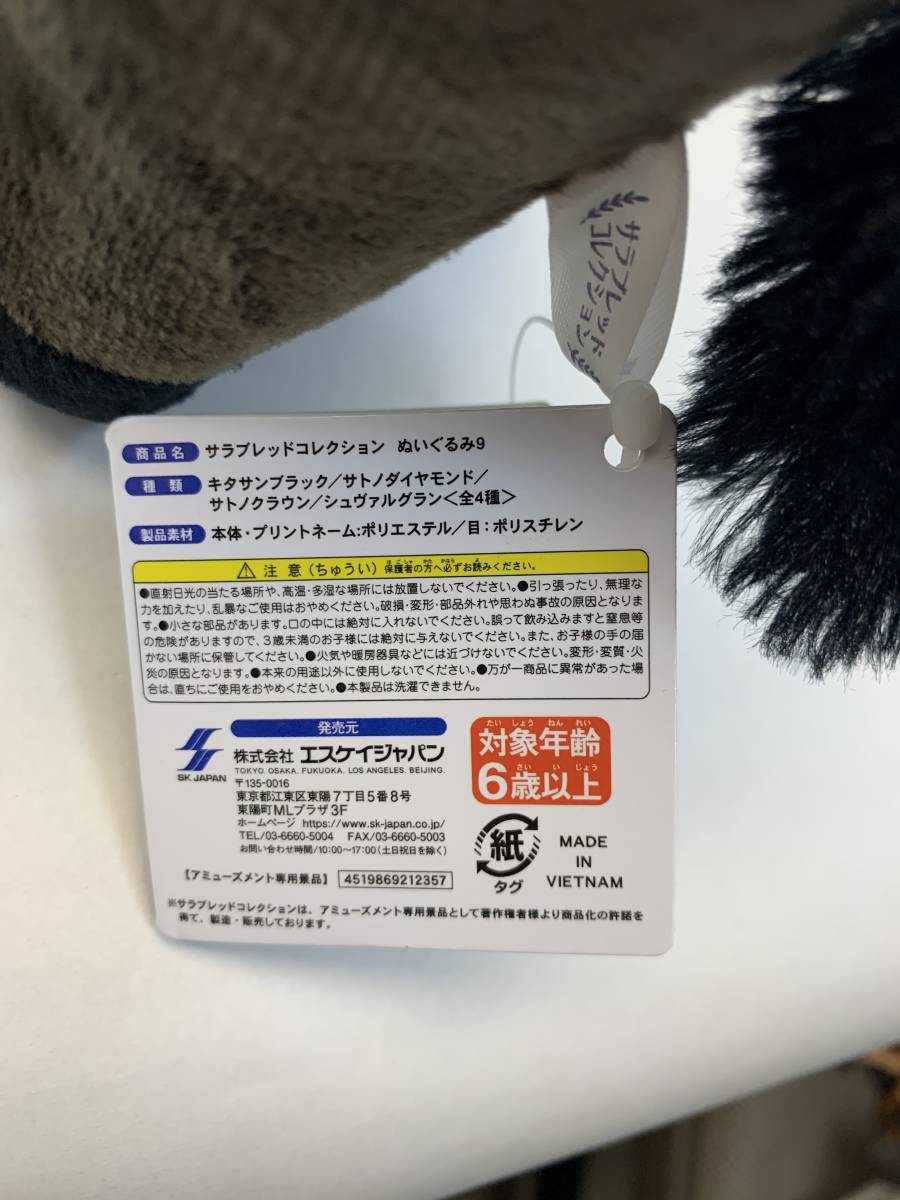 サラブレッド
コレクション
商品名 サラブレッドコレクション ぬいぐるみ9
種類 キタサンブラック／サトノダイヤモンド／
サトノクラウン／シュヴァルグラン＜全4種＞
製品素材 本体・プリントネーム:ポリエステル／目：ポリスチレン
注意（ちゅうい）保護者の方へ必ずお読みください。
●直射日光の当たる場所や、高温・多湿な場所には放置しないでください。●引っ張ったり、無理な
力を加えたり、乱暴なご使用はおやめください。破損・変形・部品外れや思わぬ事故の原因となりま
す。●小さな部品があります。口の中には絶対に入れないでください。誤って飲み込みますと窒息等
の危険がありますので、3歳未満のお子様には絶対に与えないでください。また、お子様の手の届
かない場所に保管してください。●火気や暖房器具などには近づけないでください。変形・変質・火
災の原因となります。●本来の用途以外に使用しないでください。●万が一商品に異常があった場
合は、直ちにご使用をおやめください。●本製品は洗濯できません。
発売元
SK JAPAN
株式会社 エスケイジャパン
TOKYO. OSAKA. FUKUOKA. LOS ANGELES. BEIJING.
〒135-0016
東京都江東区東陽7丁目5番8号
東陽町MLプラザ3F
ホームページ https://www.sk-japan.co.jp/
TEL/03-6660-5004 FAX/03-6660-5003
お問い合わせ時間/10:00〜17:00(土日祝日を除く)
対象年齢
6歳以上
紙
タグ
MADE
IN
VIETNAM
【アミューズメント専用景品】 4519869212357
※サラブレッドコレクションは、アミューズメント専用景品として著作権者様より商品化の許諾を
得て、製造・販売しております。